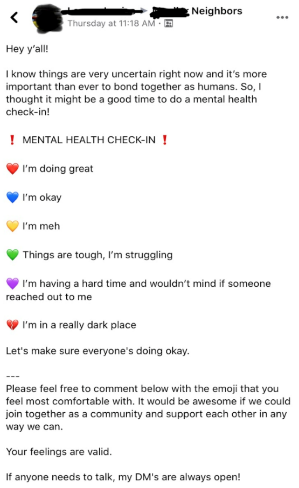 Neighbors
Thursday at 11:18 AM ·
Hey y'all!
I know things are very uncertain right now and it's more
important than ever to bond together as humans. So, I
thought it might be a good time to do a mental health
check-in!
❗ MENTAL HEALTH CHECK-IN ❗
❤️ I'm doing great
💙 I'm okay
💛 I'm meh
💚 Things are tough, I'm struggling
💜 I'm having a hard time and wouldn't mind if someone
reached out to me
💔 I'm in a really dark place
Let's make sure everyone's doing okay.
---
Please feel free to comment below with the emoji that you
feel most comfortable with. It would be awesome if we could
join together as a community and support each other in any
way we can.
Your feelings are valid.
If anyone needs to talk, my DM's are always open!